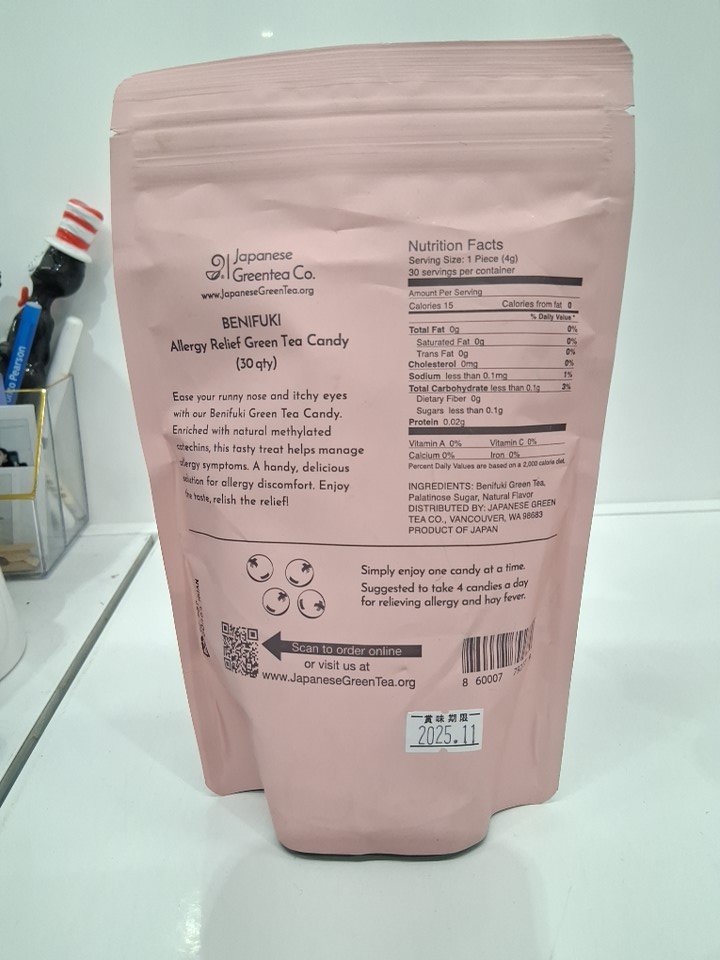 Japanese
Greentea Co.
www.JapaneseGreenTea.org
BENIFUKI
Allergy Relief Green Tea Candy
(30 qty)
Ease your runny nose and itchy eyes
with our Benifuki Green Tea Candy.
Enriched with natural methylated
catechins, this tasty treat helps manage
allergy symptoms. A handy, delicious
solution for allergy discomfort. Enjoy
the taste, relish the relief!
Nutrition Facts
Serving Size: 1 Piece (4g)
30 servings per container
Amount Per Serving
Calories 15 Calories from fat 0
% Daily Value*
Total Fat 0g 0%
Saturated Fat 0g 0%
Trans Fat 0g 0%
Cholesterol 0mg 0%
Sodium less than 0.1mg 1%
Total Carbohydrate less than 0.1g 3%
Dietary Fiber 0g
Sugars less than 0.1g
Protein 0.02g
Vitamin A 0% Vitamin C 0%
Calcium 0% Iron 0%
Percent Daily Values are based on a 2,000 calorie diet.
INGREDIENTS: Benifuki Green Tea,
Palatinose Sugar, Natural Flavor
DISTRIBUTED BY: JAPANESE GREEN
TEA CO., VANCOUVER, WA 98683
PRODUCT OF JAPAN
Simply enjoy one candy at a time.
Suggested to take 4 candies a day
for relieving allergy and hay fever.
Scan to order online
or visit us at
www.JapaneseGreenTea.org
8 60007
賞味期限
2025.11
Pearson